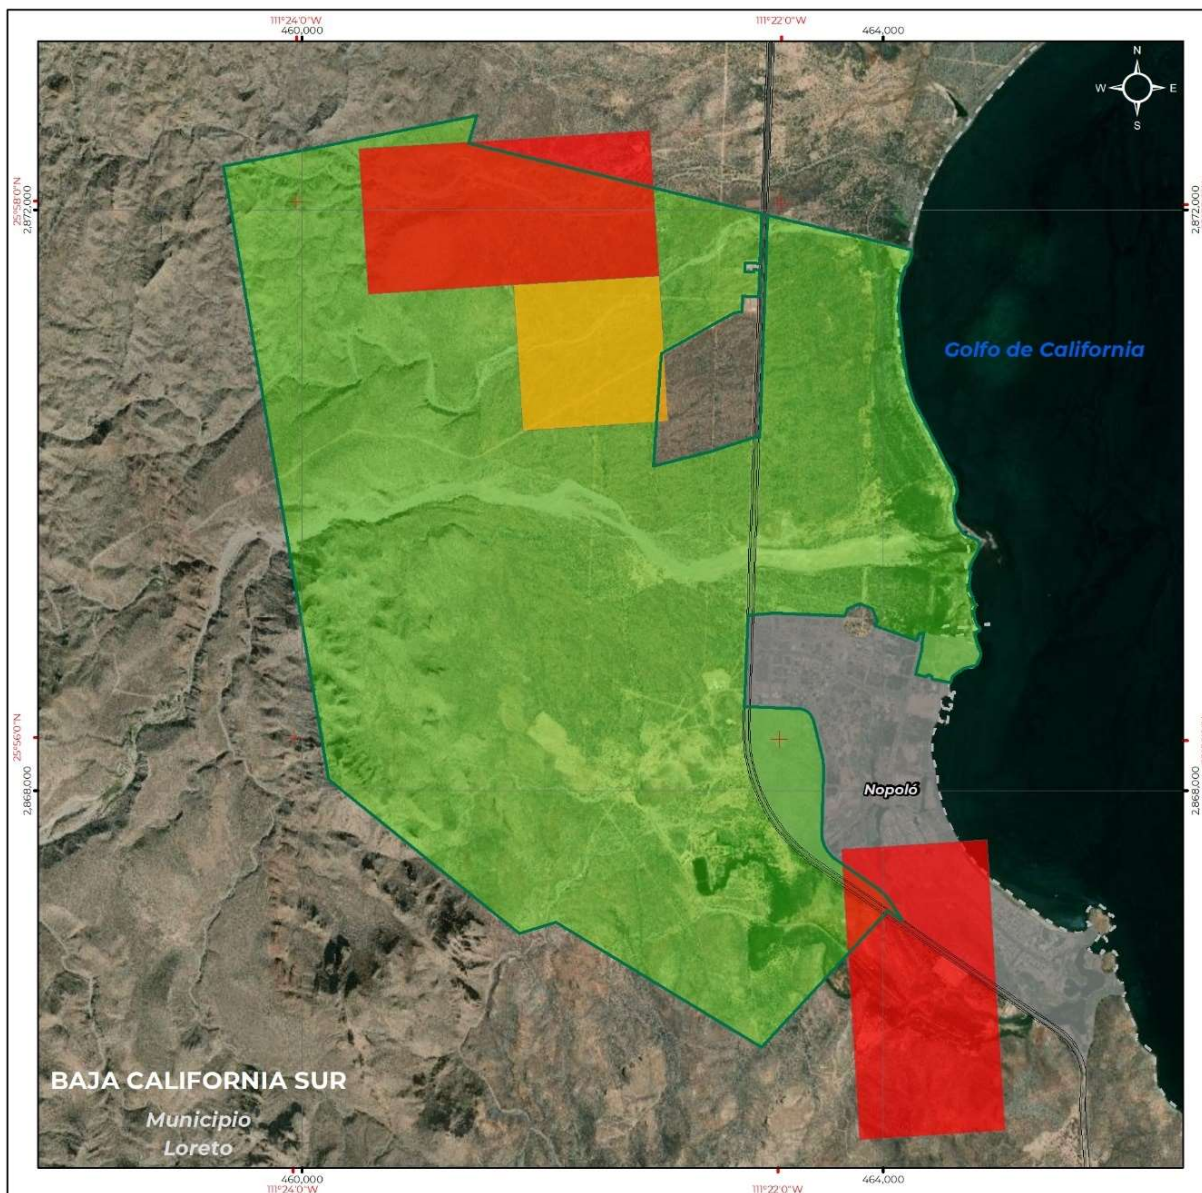 111°24'0"W
111°22'0"W
460,000
464,000
N
W
E
S
25°58'0"N
2,872,000
2,872,000
Golfo de California
25°56'0"N
2,868,000
2,868,000
Nopoló
BAJA CALIFORNIA SUR
Municipio
Loreto
460,000
464,000
111°24'0"W
111°22'0"W